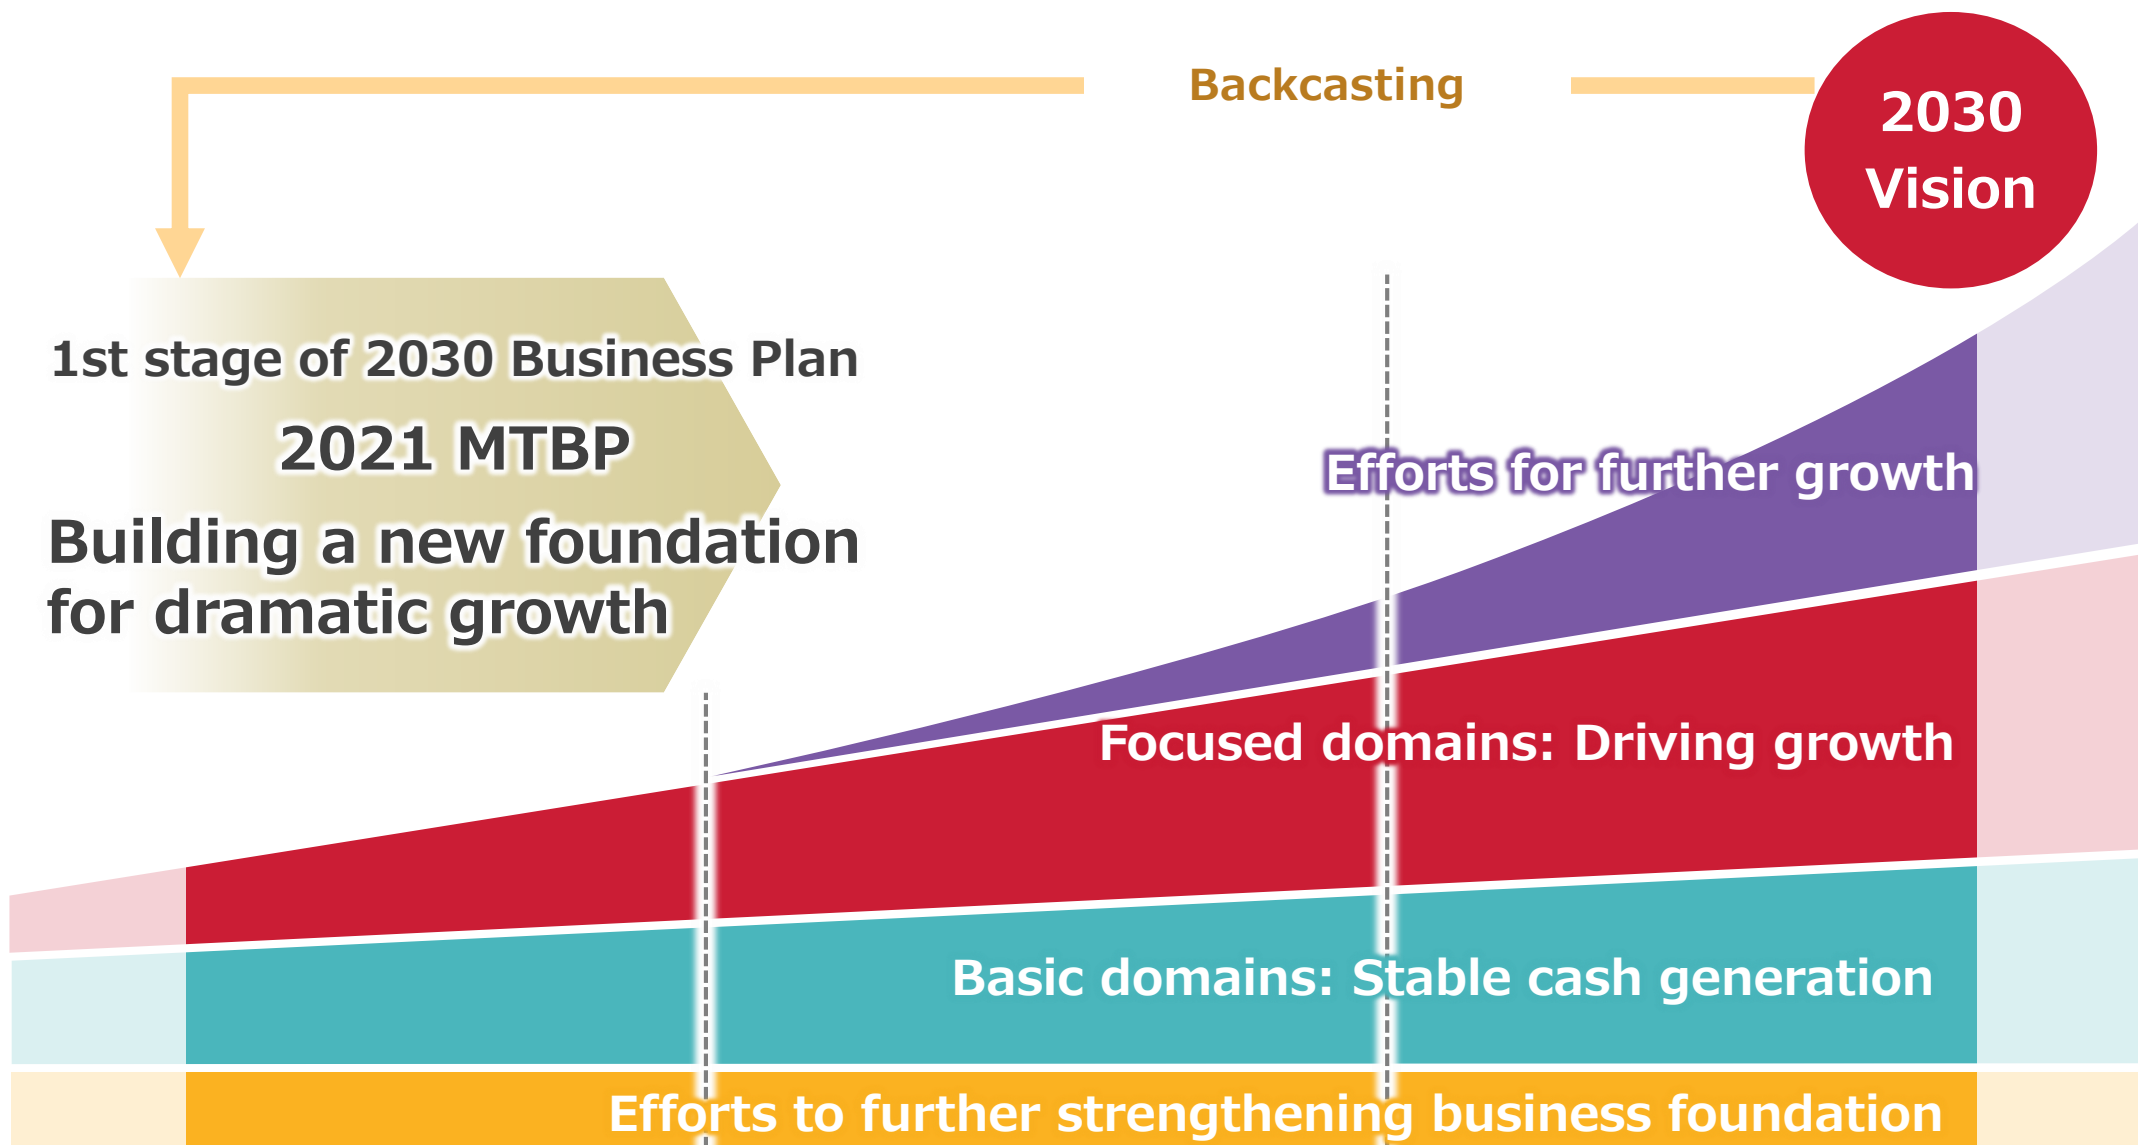 Backcasting
2030
Vision
1st stage of 2030 Business Plan
2021 MTBP
Building a new foundation
for dramatic growth
Efforts for further growth
Focused domains: Driving growth
Basic domains: Stable cash generation
Efforts to further strengthening business foundation